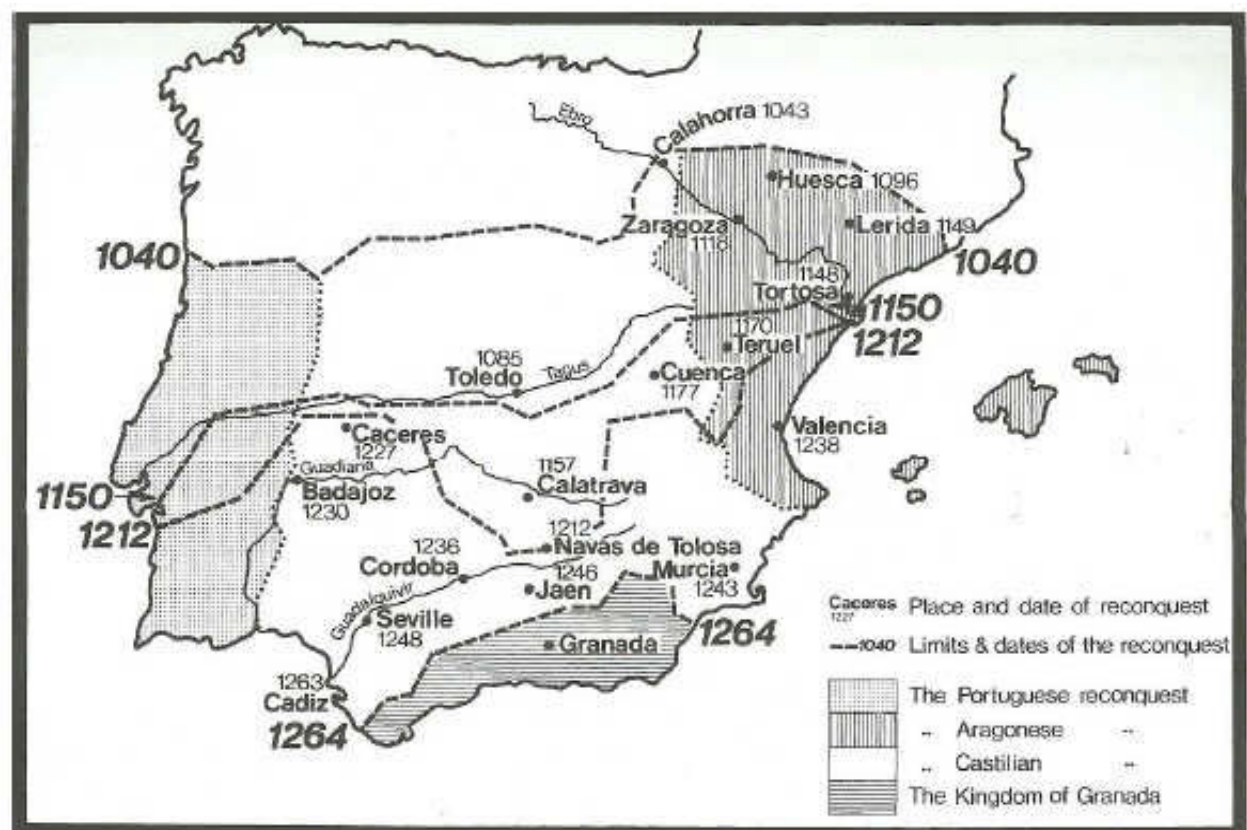 Ebro
Calahorra 1043
Huesca 1096
Zaragoza
1118
Lerida 1149
1040
1040
1148
Tortosa
1150
1212
1170
Teruel
1085
Toledo
Tagus
Cuenca
1177
Caceres
1227
Valencia
1238
Guadiana
1157
Calatrava
1150
Badajoz
1230
1212
1212
Navas de Tolosa
1236
Cordoba
1246
Jaen
Murcia
1243
Guadalquivir
Seville
1248
1264
Granada
1263
Cadiz
1264
Caceres Place and date of reconquest
1227
1040 Limits & dates of the reconquest
The Portuguese reconquest
„ Aragonese „
„ Castilian „
The Kingdom of Granada